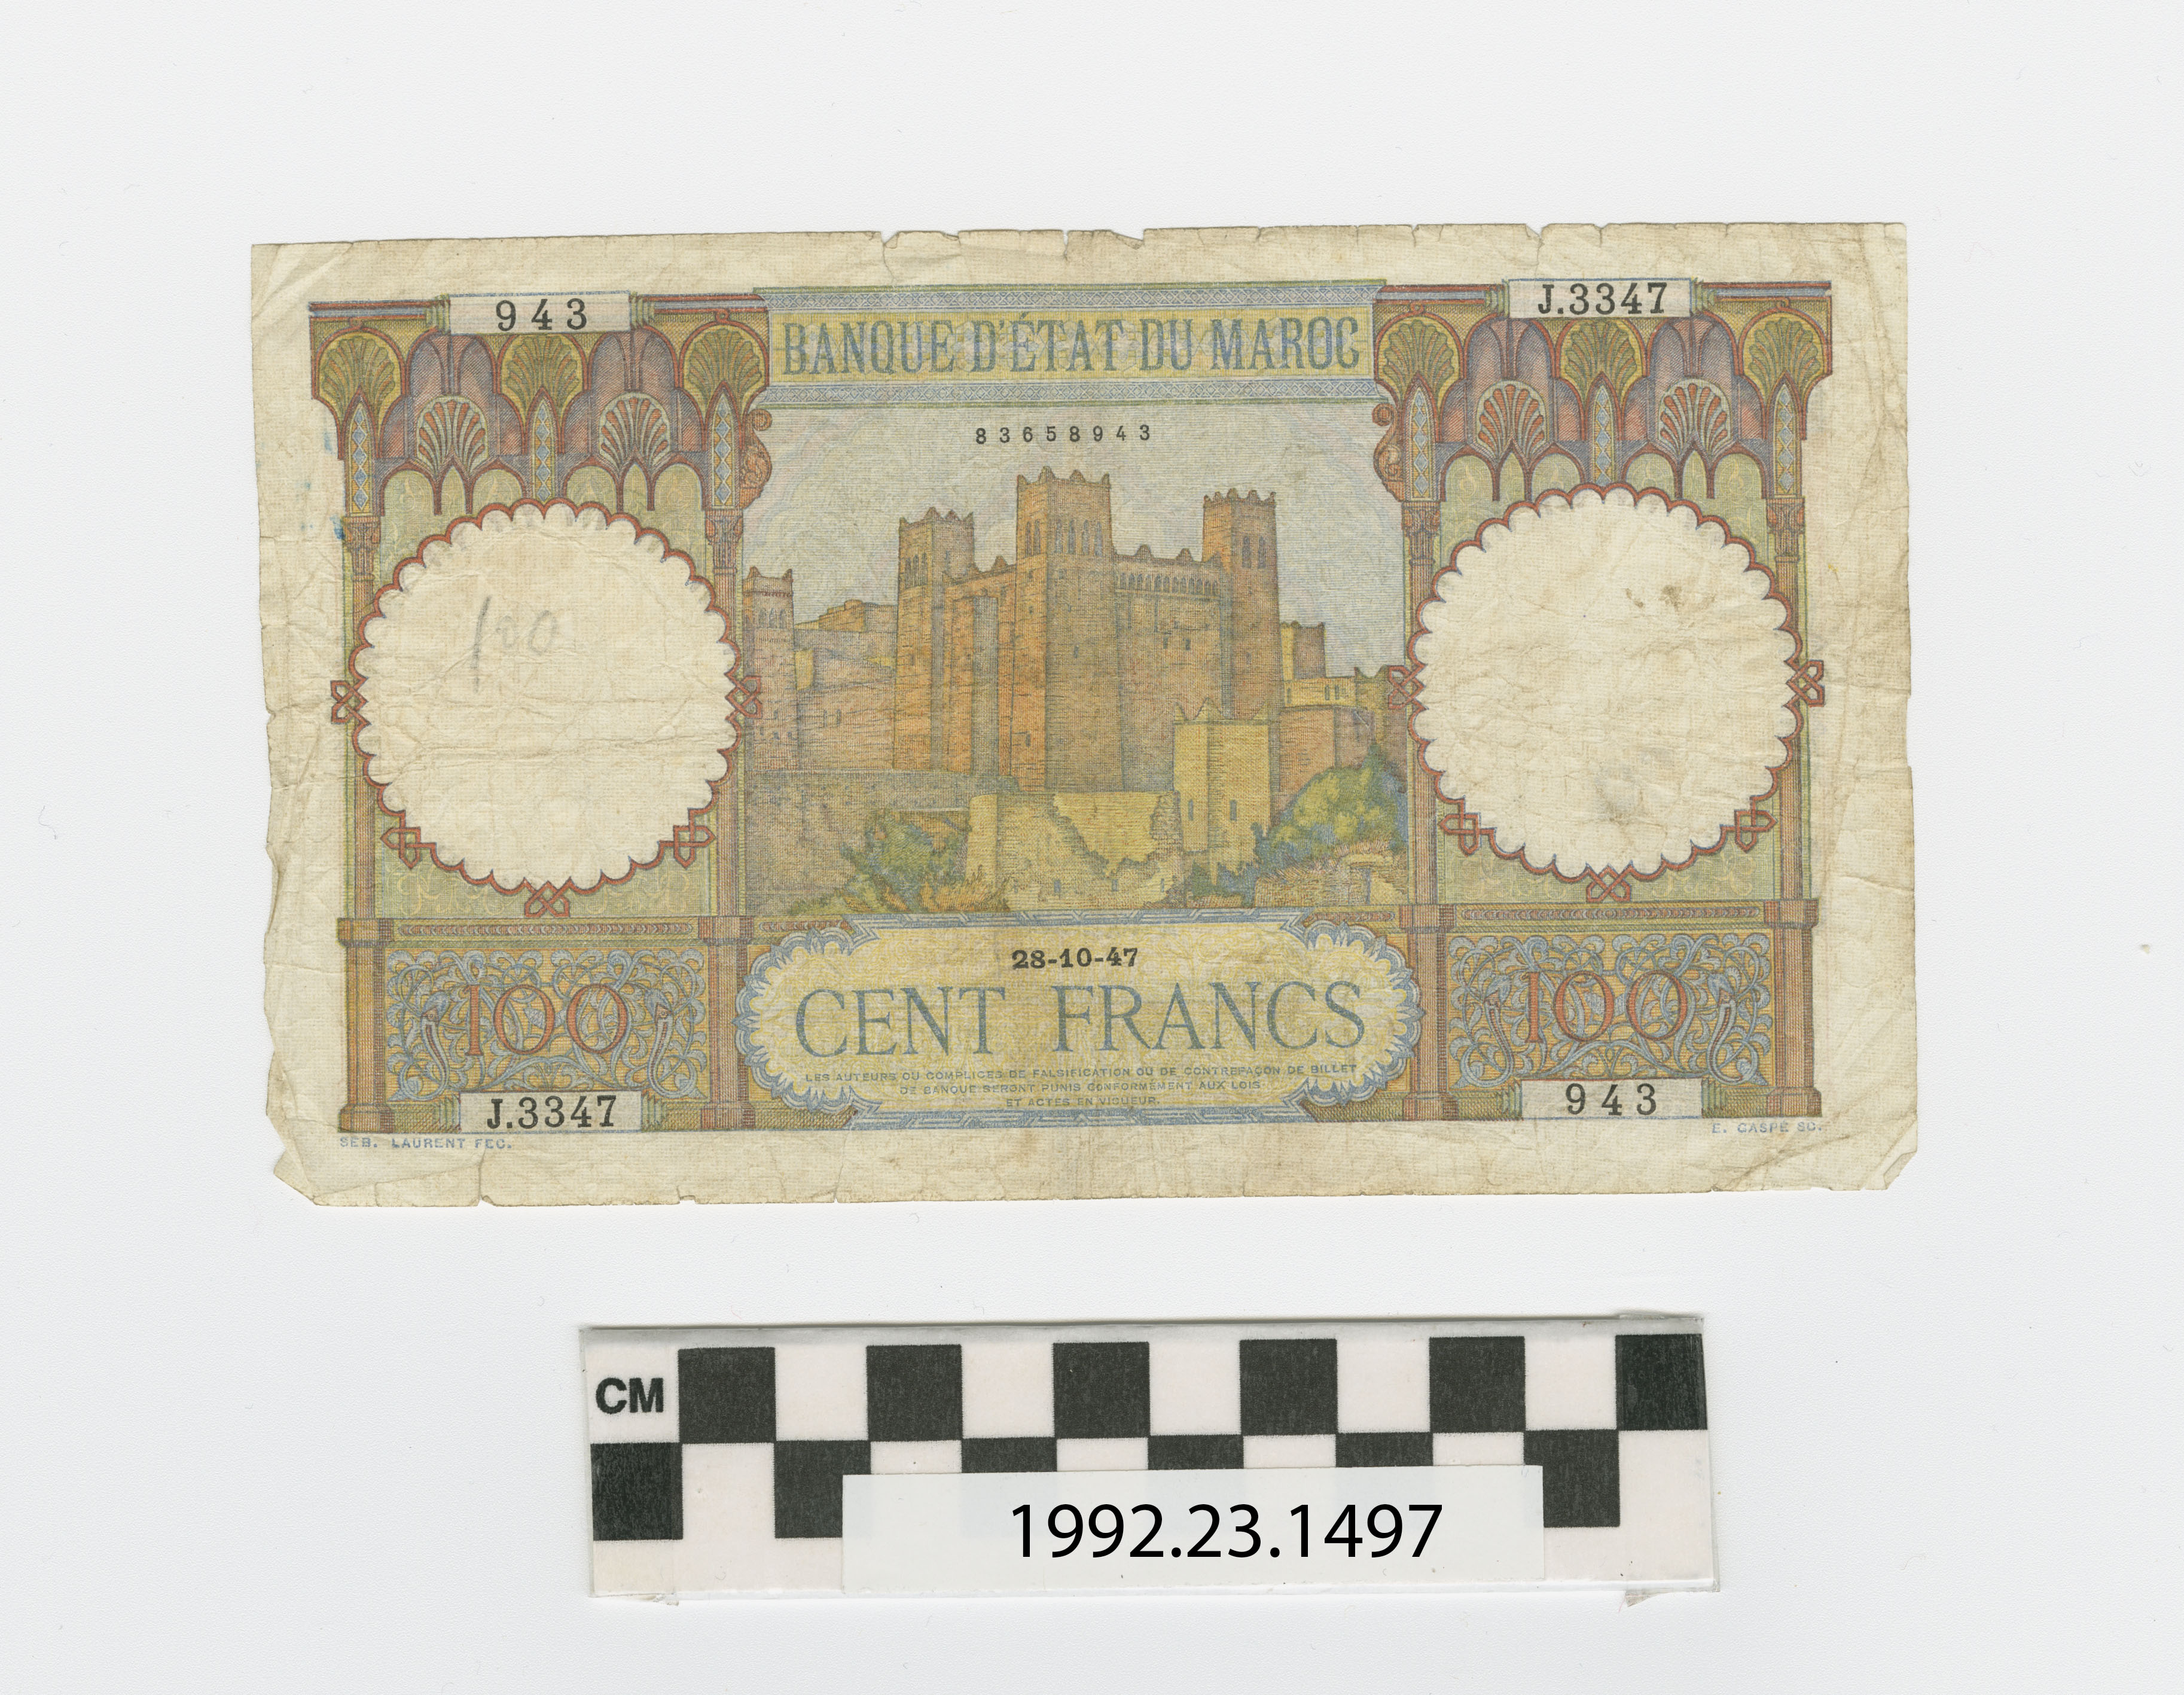 943
J.3347
BANQUE D'ÉTAT DU MAROC
83658943
100
28-10-47
CENT FRANCS
100
100
LES AUTEURS OU COMPLICES DE FALSIFICATION OU DE CONTREFAÇON DE BILLET
DE BANQUE SERONT PUNIS CONFORMÉMENT AUX LOIS
ET ACTES EN VIGUEUR.
J.3347
943
SÉB. LAURENT FEC.
E. GASPÉ SC.
CM
1992.23.1497